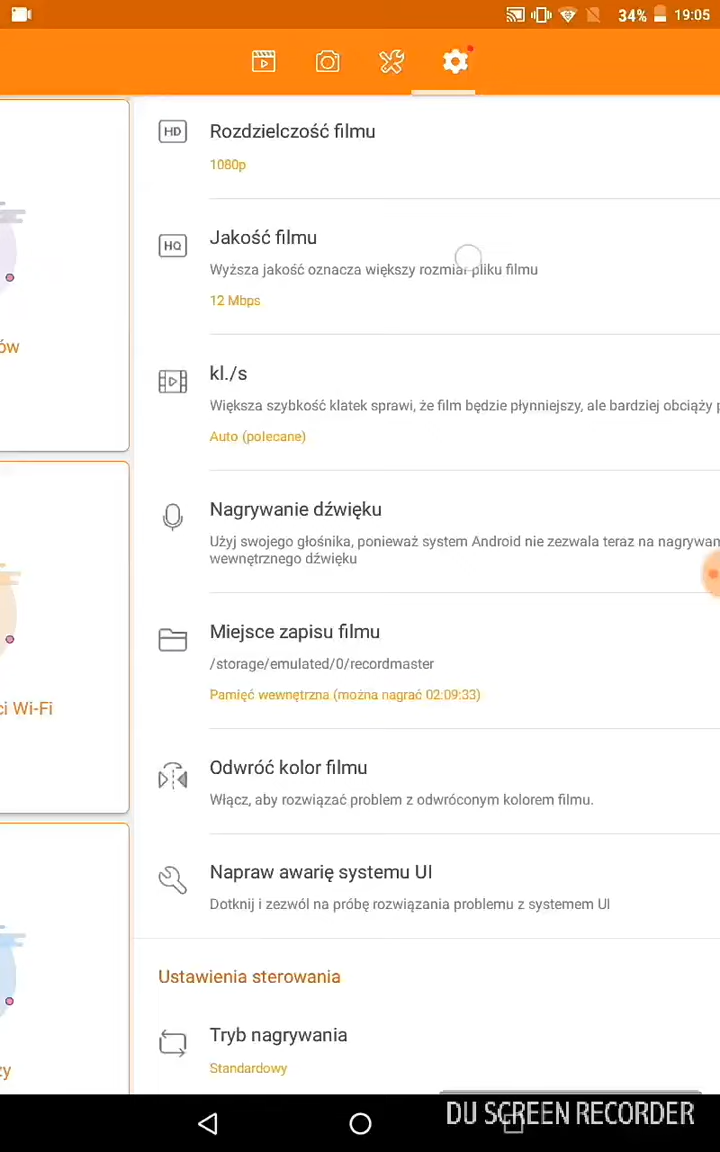 34% 19:05
HD
Rozdzielczość filmu
1080p
HQ
Jakość filmu
Wyższa jakość oznacza większy rozmiar pliku filmu
12 Mbps
ów
kl./s
Większa szybkość klatek sprawi, że film będzie płynniejszy, ale bardziej obciąży p
Auto (polecane)
Nagrywanie dźwięku
Użyj swojego głośnika, ponieważ system Android nie zezwala teraz na nagrywan
wewnętrznego dźwięku
Miejsce zapisu filmu
/storage/emulated/0/recordmaster
Pamięć wewnętrzna (można nagrać 02:09:33)
ci Wi-Fi
Odwróć kolor filmu
Włącz, aby rozwiązać problem z odwróconym kolorem filmu.
Napraw awarię systemu UI
Dotknij i zezwól na próbę rozwiązania problemu z systemem UI
Ustawienia sterowania
Tryb nagrywania
Standardowy
zy
DU SCREEN RECORDER